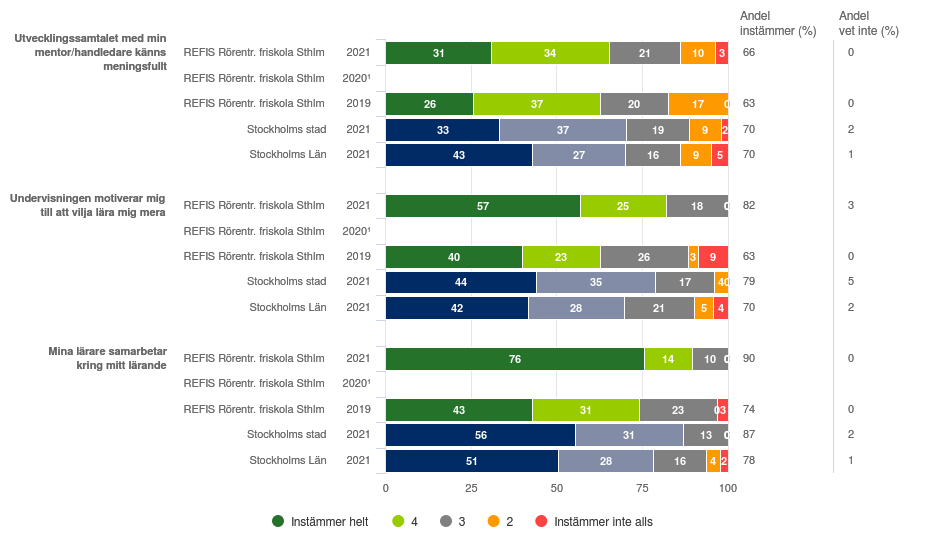 Andel
instämmer (%)
Andel
vet inte (%)
Utvecklingssamtalet med min
mentor/handledare känns
meningsfullt
REFIS Rörentr. friskola Sthlm 2021 31 34 21 10 3 66 0
REFIS Rörentr. friskola Sthlm 2020¹
REFIS Rörentr. friskola Sthlm 2019 26 37 20 17 0 63 0
Stockholms stad 2021 33 37 19 9 2 70 2
Stockholms Län 2021 43 27 16 9 5 70 1
Undervisningen motiverar mig
till att vilja lära mig mera
REFIS Rörentr. friskola Sthlm 2021 57 25 18 0 82 3
REFIS Rörentr. friskola Sthlm 2020¹
REFIS Rörentr. friskola Sthlm 2019 40 23 26 3 9 63 0
Stockholms stad 2021 44 35 17 4 0 79 5
Stockholms Län 2021 42 28 21 5 4 70 2
Mina lärare samarbetar
kring mitt lärande
REFIS Rörentr. friskola Sthlm 2021 76 14 10 0 90 0
REFIS Rörentr. friskola Sthlm 2020¹
REFIS Rörentr. friskola Sthlm 2019 43 31 23 0 3 74 0
Stockholms stad 2021 56 31 13 0 87 2
Stockholms Län 2021 51 28 16 4 2 78 1
0 25 50 75 100
Instämmer helt 4 3 2 Instämmer inte alls